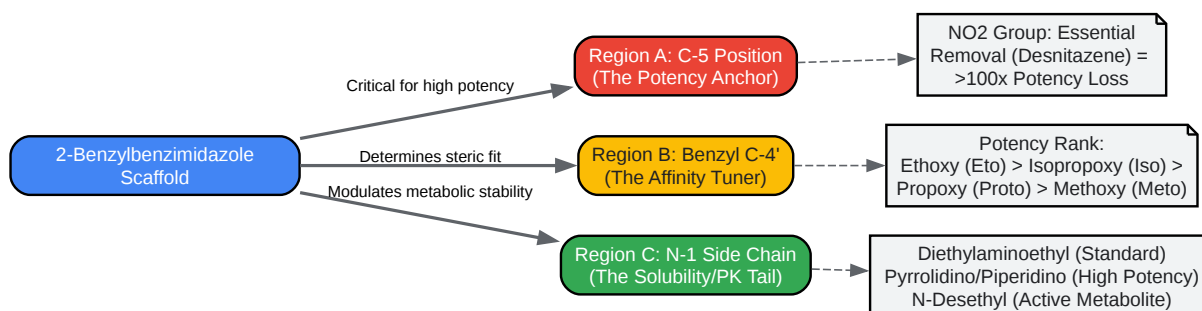 2-Benzylbenzimidazole
Scaffold
Critical for high potency
Determines steric fit
Modulates metabolic stability
Region A: C-5 Position
(The Potency Anchor)
NO2 Group: Essential
Removal (Desnitazene) =
>100x Potency Loss
Region B: Benzyl C-4'
(The Affinity Tuner)
Potency Rank:
Ethoxy (Eto) > Isopropoxy (Iso) >
Propoxy (Proto) > Methoxy (Meto)
Region C: N-1 Side Chain
(The Solubility/PK Tail)
Diethylaminoethyl (Standard)
Pyrrolidino/Piperidino (High Potency)
N-Desethyl (Active Metabolite)